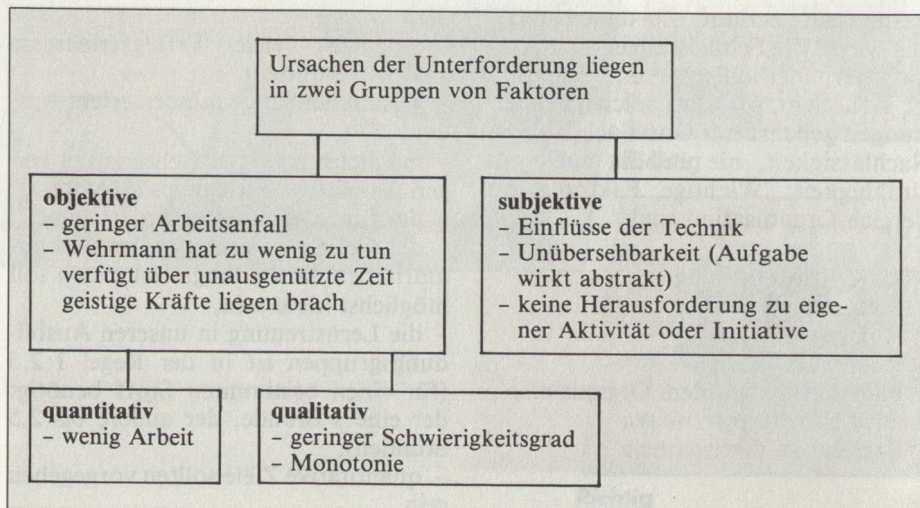 Ursachen der Unterforderung liegen
in zwei Gruppen von Faktoren
objektive
– geringer Arbeitsanfall
– Wehrmann hat zu wenig zu tun
verfügt über unausgenützte Zeit
geistige Kräfte liegen brach
subjektive
– Einflüsse der Technik
– Unübersehbarkeit (Aufgabe
wirkt abstrakt)
– keine Herausforderung zu eige-
ner Aktivität oder Initiative
quantitativ
– wenig Arbeit
qualitativ
– geringer Schwierigkeitsgrad
– Monotonie